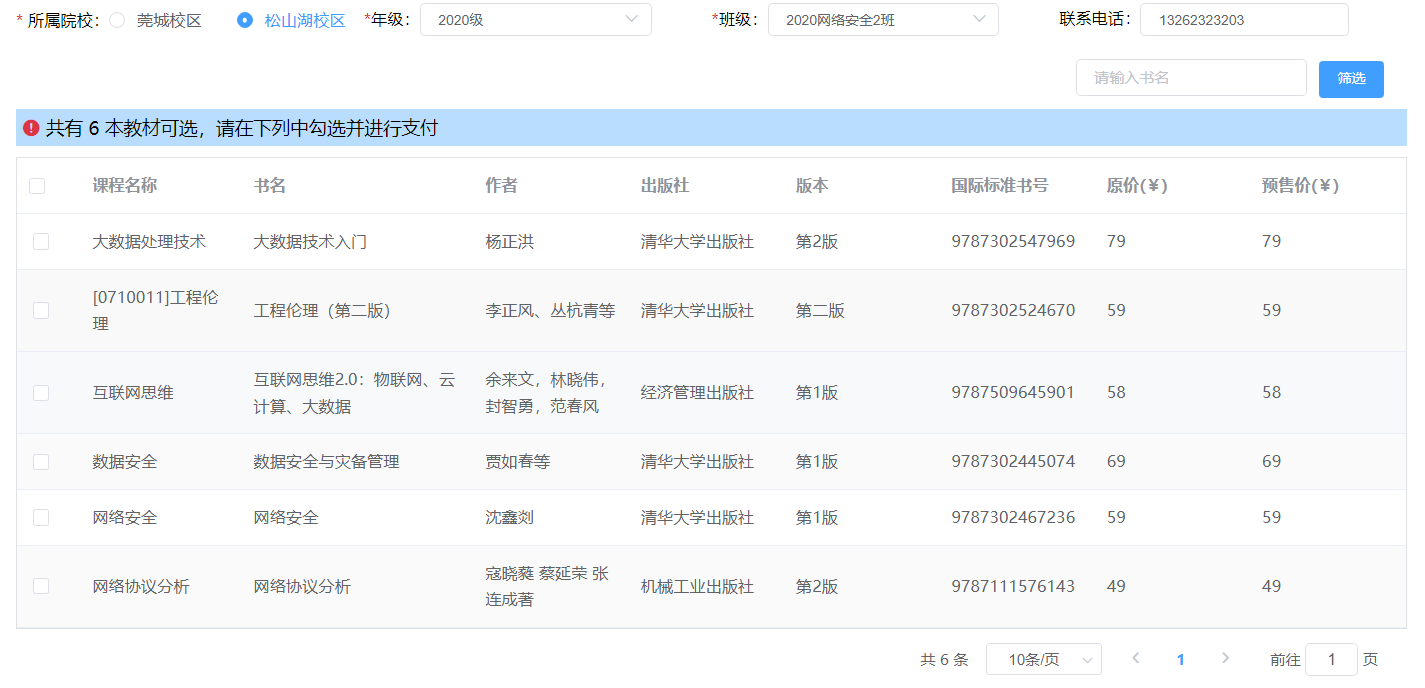 * 所属院校： 莞城校区 松山湖校区 *年级： 2020级 *班级： 2020网络安全2班 联系电话： 13262323203
请输入书名 筛选
共有 6 本教材可选，请在下列中勾选并进行支付
课程名称 书名 作者 出版社 版本 国际标准书号 原价(￥) 预售价(￥)
大数据处理技术 大数据技术入门 杨正洪 清华大学出版社 第2版 9787302547969 79 79
[0710011]工程伦
理 工程伦理（第二版） 李正风、丛杭青等 清华大学出版社 第二版 9787302524670 59 59
互联网思维 互联网思维2.0：物联网、云
计算、大数据 余来文，林晓伟，
封智勇，范春风 经济管理出版社 第1版 9787509645901 58 58
数据安全 数据安全与灾备管理 贾如春等 清华大学出版社 第1版 9787302445074 69 69
网络安全 网络安全 沈鑫剡 清华大学出版社 第1版 9787302467236 59 59
网络协议分析 网络协议分析 寇晓蕤 蔡延荣 张
连成著 机械工业出版社 第2版 9787111576143 49 49
共 6 条 10条/页 1 前往 1 页